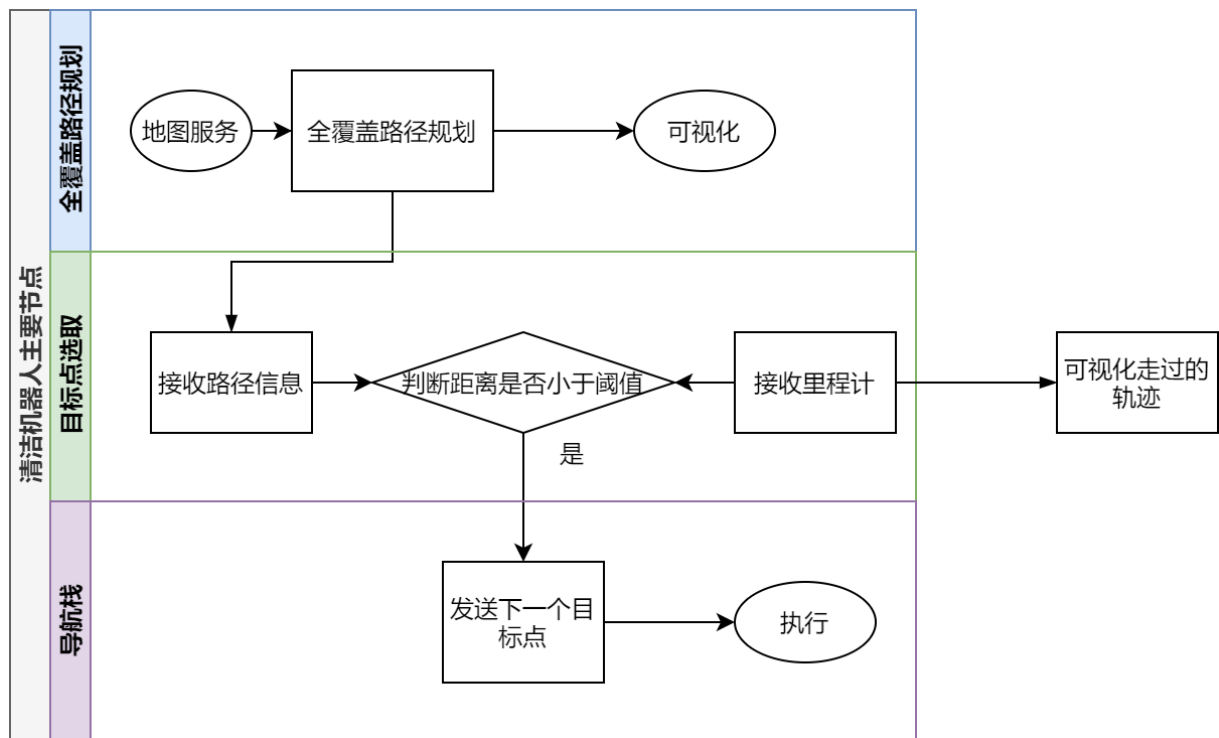 清洁机器人主要节点
全覆盖路径规划
地图服务
全覆盖路径规划
可视化
目标点选取
接收路径信息
判断距离是否小于阈值
接收里程计
可视化走过的
轨迹
是
导航栈
发送下一个目
标点
执行